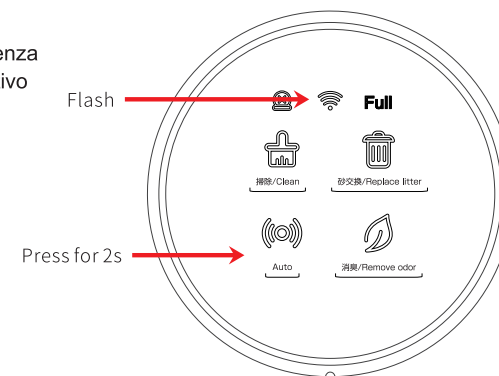 enza
tivo
Flash
Full
掃除/Clean
砂交換/Replace litter
Press for 2s
Auto
消臭/Remove odor